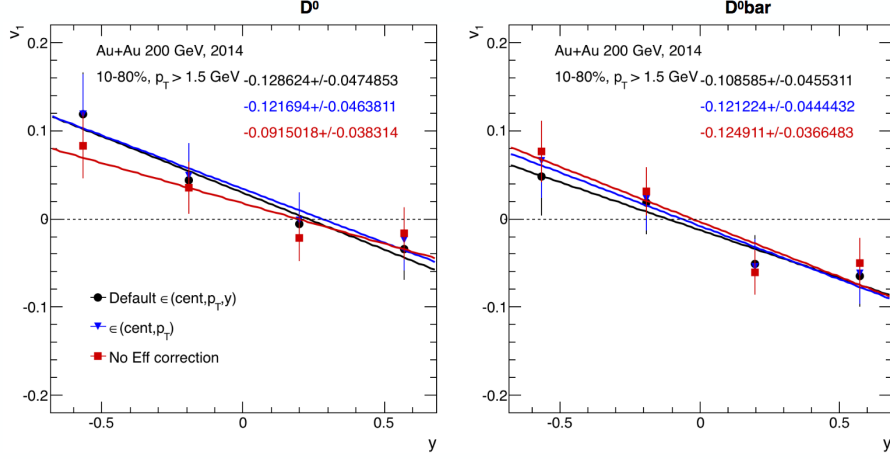 D⁰
v₁
0.2
0.1
0
-0.1
-0.2
-0.5
0
0.5
y
Au+Au 200 GeV, 2014
10-80%, p_T > 1.5 GeV
-0.128624+/-0.0474853
-0.121694+/-0.0463811
-0.0915018+/-0.038314
Default ∈(cent,p_T,y)
∈(cent,p_T)
No Eff correction
D⁰bar
v₁
0.2
0.1
0
-0.1
-0.2
-0.5
0
0.5
y
Au+Au 200 GeV, 2014
10-80%, p_T > 1.5 GeV
-0.108585+/-0.0455311
-0.121224+/-0.0444432
-0.124911+/-0.0366483